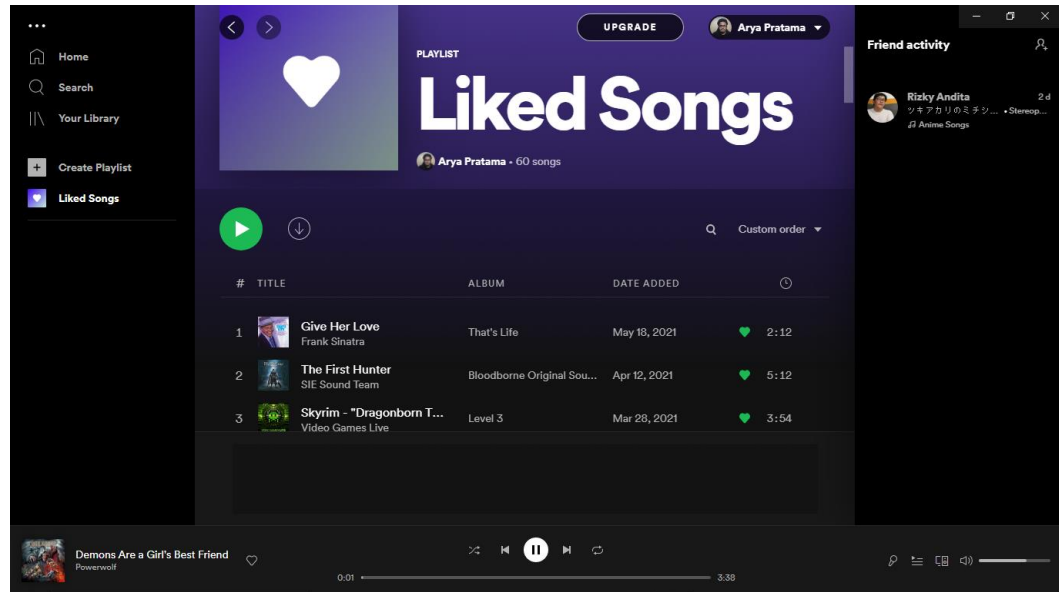 Home
Search
Your Library
Create Playlist
Liked Songs
UPGRADE
Arya Pratama
PLAYLIST
Liked Songs
Arya Pratama • 60 songs
Custom order
# TITLE ALBUM DATE ADDED
1 Give Her Love That's Life May 18, 2021 2:12
Frank Sinatra
2 The First Hunter Bloodborne Original Sou... Apr 12, 2021 5:12
SIE Sound Team
3 Skyrim - "Dragonborn T... Level 3 Mar 28, 2021 3:54
Video Games Live
Friend activity
Rizky Andita 2 d
ツキアカリのミチシ... • Stereop...
Anime Songs
Demons Are a Girl's Best Friend
Powerwolf
0:01 3:38